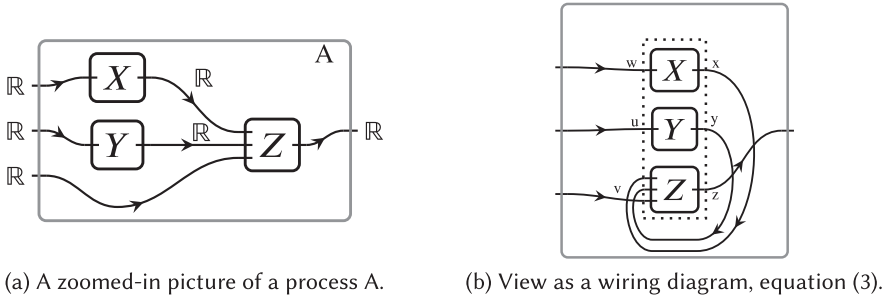 A
ℝ X ℝ
ℝ Y ℝ Z ℝ
ℝ
(a) A zoomed-in picture of a process A.
w X x
u Y y
v Z z
(b) View as a wiring diagram, equation (3).